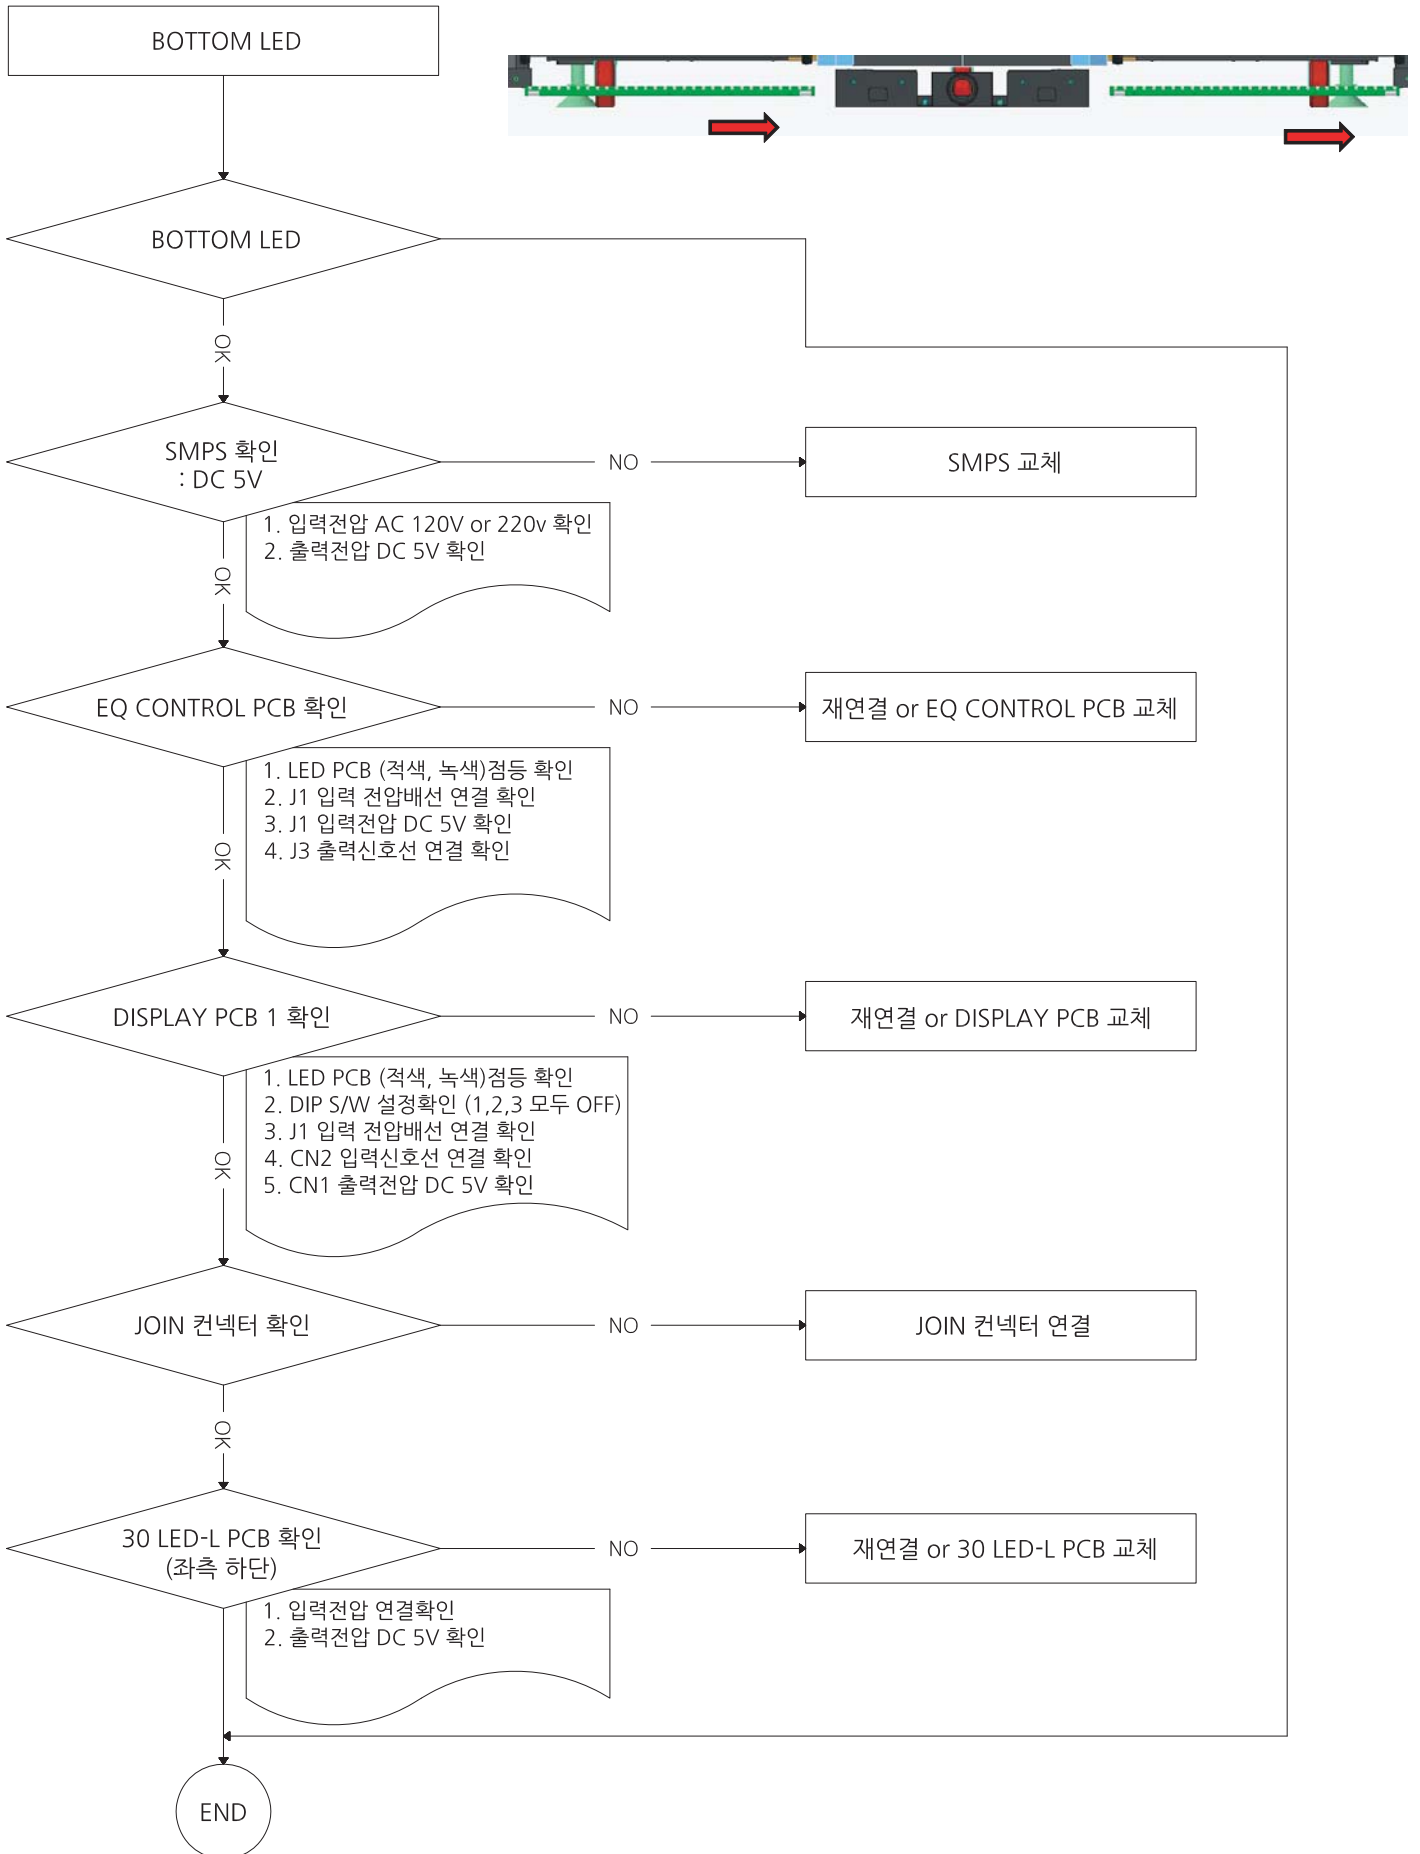 BOTTOM LED
BOTTOM LED
OK
SMPS 확인
: DC 5V
NO
SMPS 교체
1. 입력전압 AC 120V or 220v 확인
2. 출력전압 DC 5V 확인
OK
EQ CONTROL PCB 확인
NO
재연결 or EQ CONTROL PCB 교체
1. LED PCB (적색, 녹색)점등 확인
2. J1 입력 전압배선 연결 확인
3. J1 입력전압 DC 5V 확인
4. J3 출력신호선 연결 확인
OK
DISPLAY PCB 1 확인
NO
재연결 or DISPLAY PCB 교체
1. LED PCB (적색, 녹색)점등 확인
2. DIP S/W 설정확인 (1,2,3 모두 OFF)
3. J1 입력 전압배선 연결 확인
4. CN2 입력신호선 연결 확인
5. CN1 출력전압 DC 5V 확인
OK
JOIN 컨넥터 확인
NO
JOIN 컨넥터 연결
OK
30 LED-L PCB 확인
(좌측 하단)
NO
재연결 or 30 LED-L PCB 교체
1. 입력전압 연결확인
2. 출력전압 DC 5V 확인
END